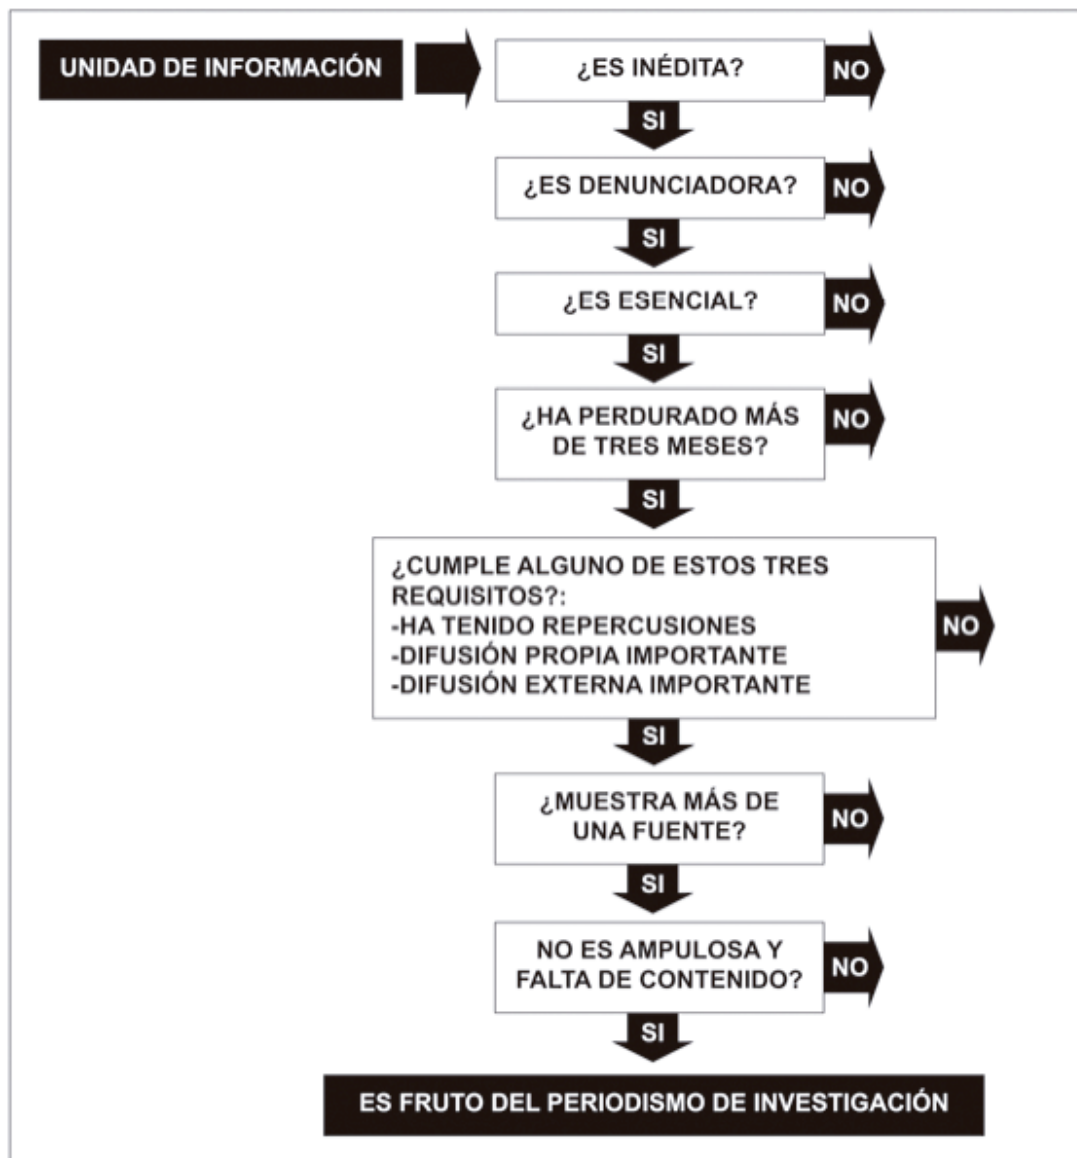 UNIDAD DE INFORMACIÓN
¿ES INÉDITA?
NO
SI
¿ES DENUNCIADORA?
NO
SI
¿ES ESENCIAL?
NO
SI
¿HA PERDURADO MÁS
DE TRES MESES?
NO
SI
¿CUMPLE ALGUNO DE ESTOS TRES
REQUISITOS?:
-HA TENIDO REPERCUSIONES
-DIFUSIÓN PROPIA IMPORTANTE
-DIFUSIÓN EXTERNA IMPORTANTE
NO
SI
¿MUESTRA MÁS DE
UNA FUENTE?
NO
SI
NO ES AMPULOSA Y
FALTA DE CONTENIDO?
NO
SI
ES FRUTO DEL PERIODISMO DE INVESTIGACIÓN